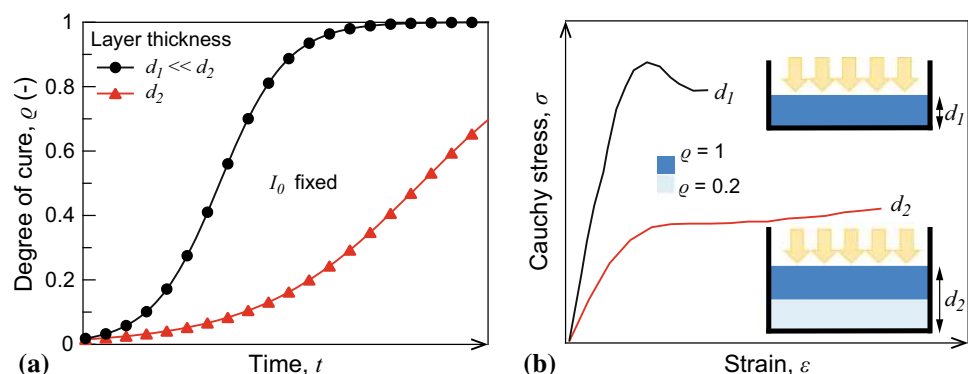 Layer thickness
d₁ << d₂
d₂
I₀ fixed
Degree of cure, ϱ (-)
1
0.8
0.6
0.4
0.2
0
Time, t
(a)
Cauchy stress, σ
d₁
d₂
ϱ = 1
ϱ = 0.2
d₁
d₂
Strain, ε
(b)